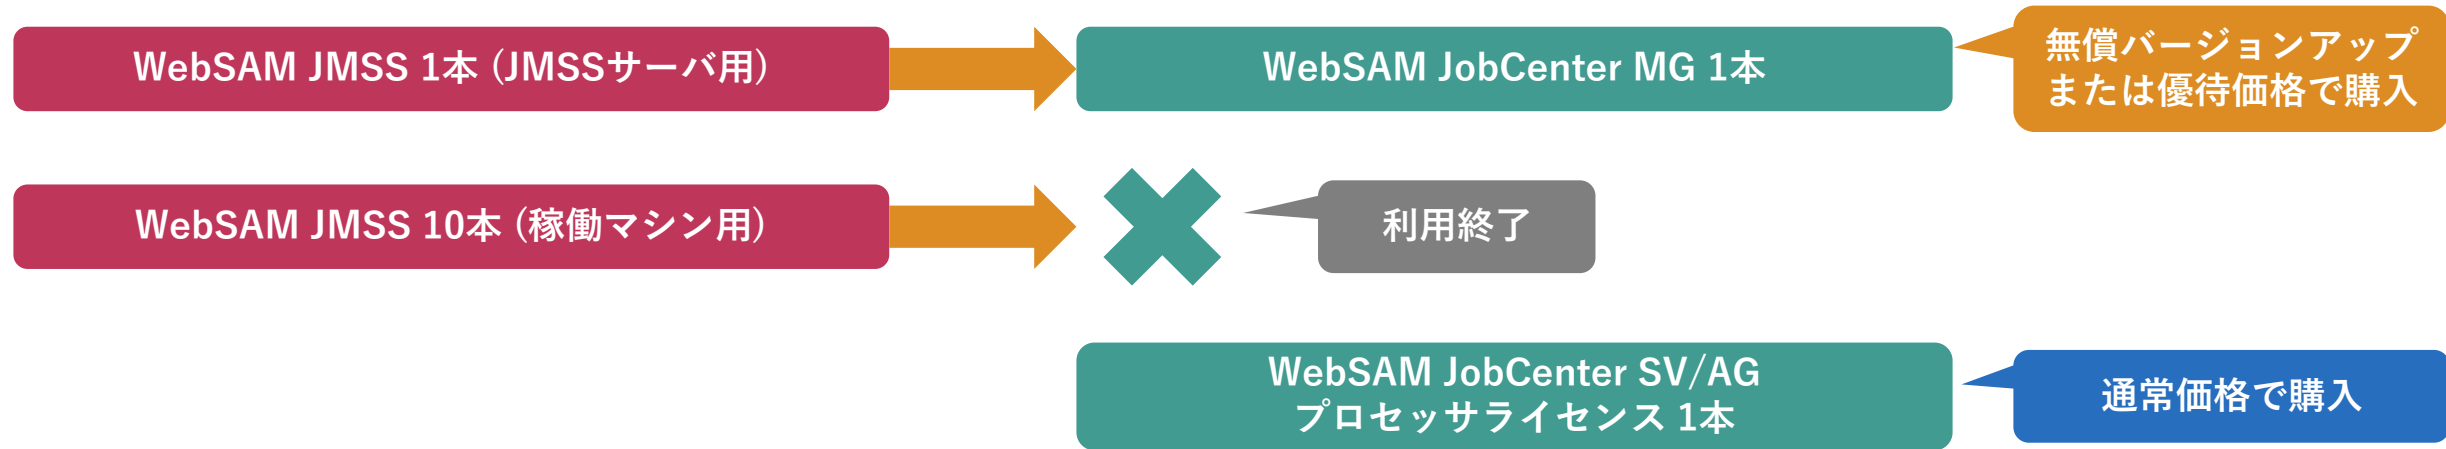 WebSAM JMSS 1本 (JMSSサーバ用)
WebSAM JobCenter MG 1本
無償バージョンアップ
または優待価格で購入
WebSAM JMSS 10本 (稼働マシン用)
利用終了
WebSAM JobCenter SV/AG
プロセッサライセンス 1本
通常価格で購入